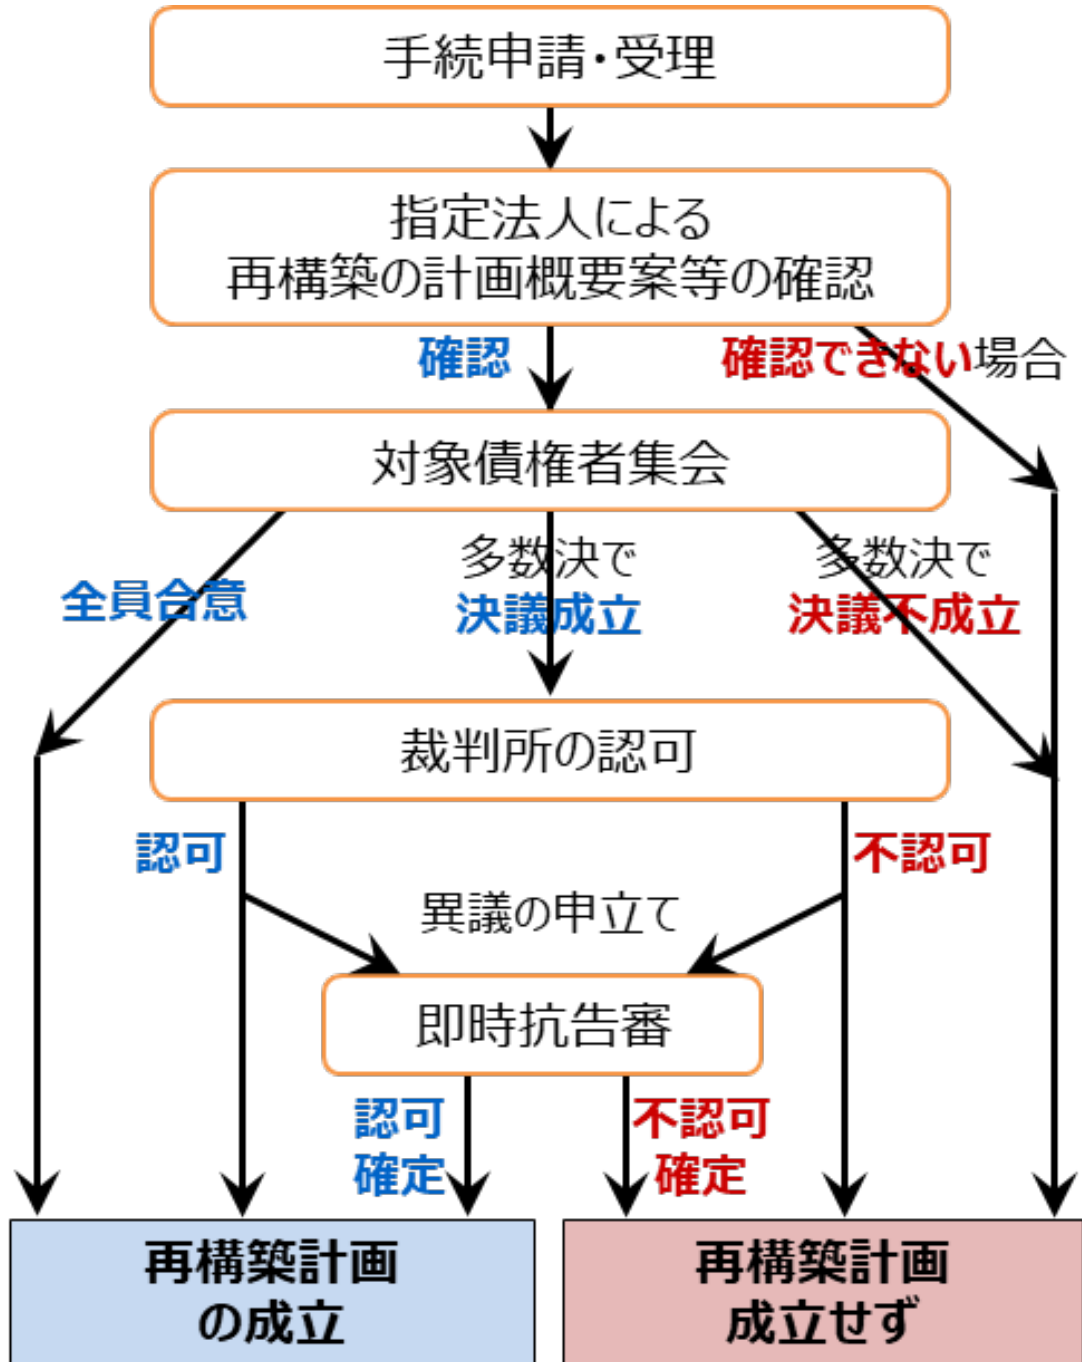 手続申請・受理
指定法人による
再構築の計画概要案等の確認
確認
確認できない場合
対象債権者集会
全員合意
多数決で
決議成立
多数決で
決議不成立
裁判所の認可
認可
不認可
異議の申立て
即時抗告審
認可
確定
不認可
確定
再構築計画
の成立
再構築計画
成立せず